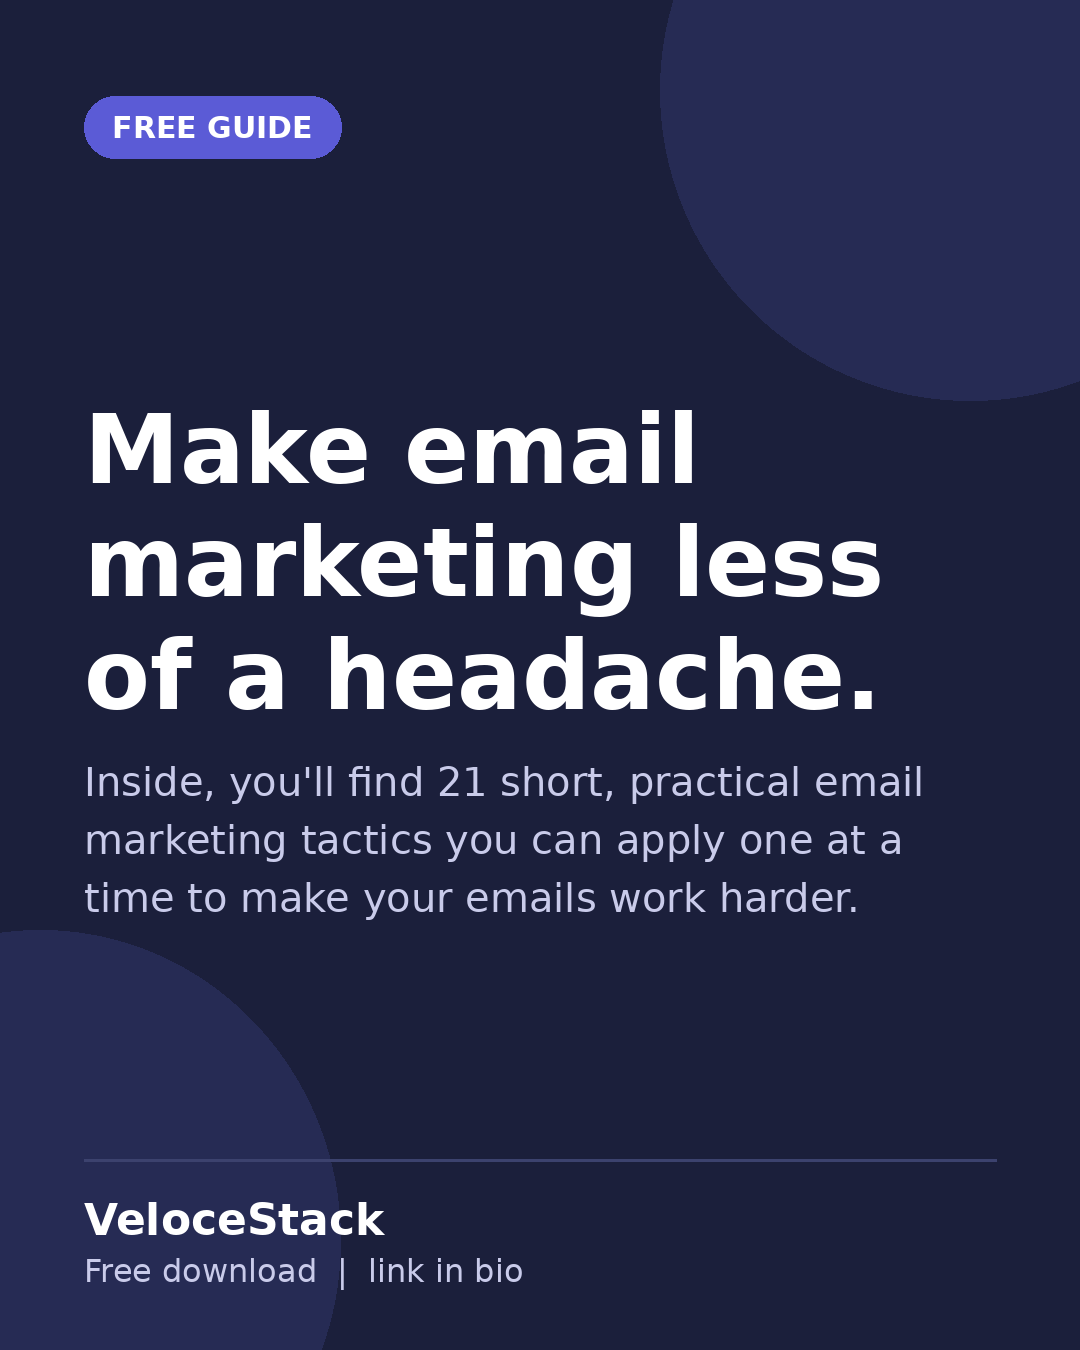 FREE GUIDE
Make email
marketing less
of a headache.
Inside, you'll find 21 short, practical email
marketing tactics you can apply one at a
time to make your emails work harder.
VeloceStack
Free download | link in bio